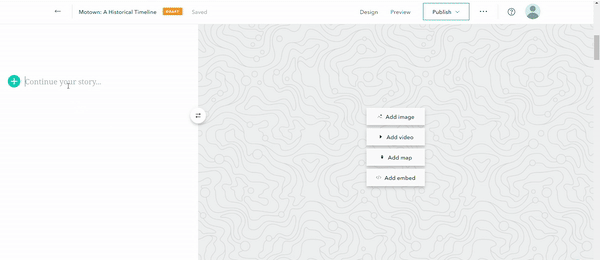 Motown: A Historical Timeline DRAFT Saved Design Preview Publish
Continue your story...
Add image
Add video
Add map
Add embed